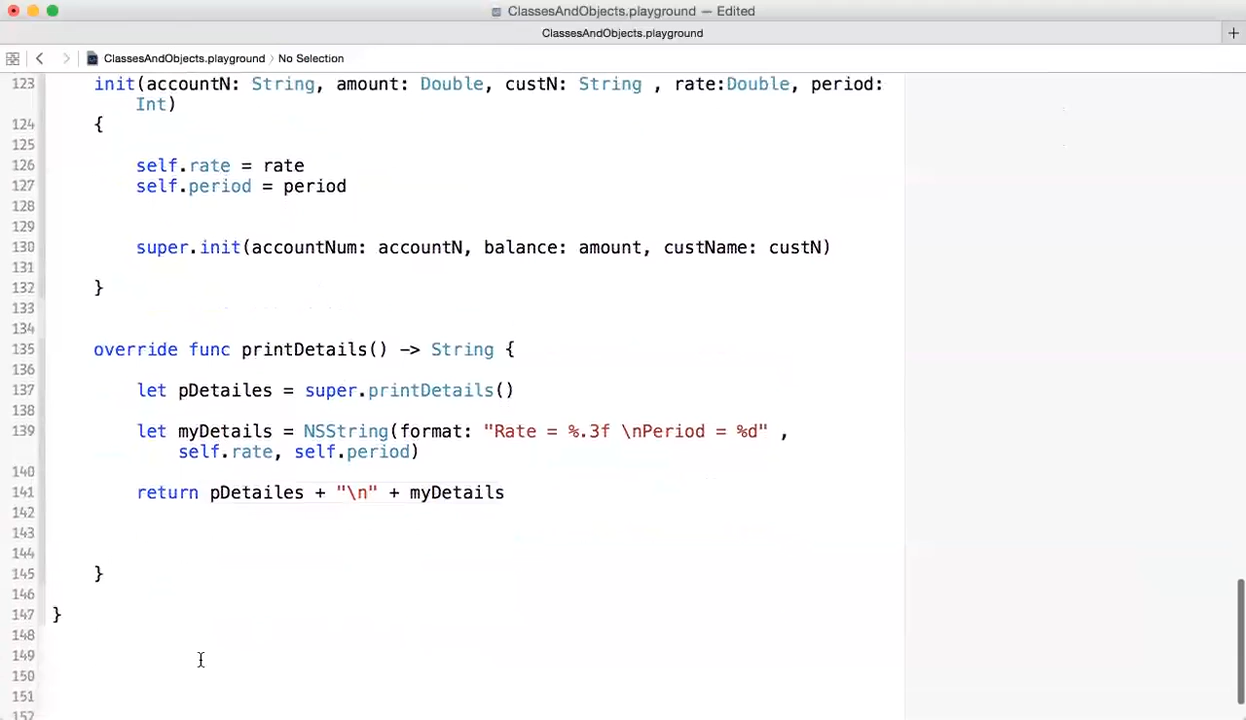 ClassesAndObjects.playground — Edited
ClassesAndObjects.playground
ClassesAndObjects.playground › No Selection
123 init(accountN: String, amount: Double, custN: String , rate:Double, period:
Int)
124 {
125
126 self.rate = rate
127 self.period = period
128
129
130 super.init(accountNum: accountN, balance: amount, custName: custN)
131
132 }
133
134
135 override func printDetails() -> String {
136
137 let pDetailes = super.printDetails()
138
139 let myDetails = NSString(format: "Rate = %.3f \nPeriod = %d" ,
self.rate, self.period)
140
141 return pDetailes + "\n" + myDetails
142
143
144
145 }
146
147 }
148
149
150
151
152